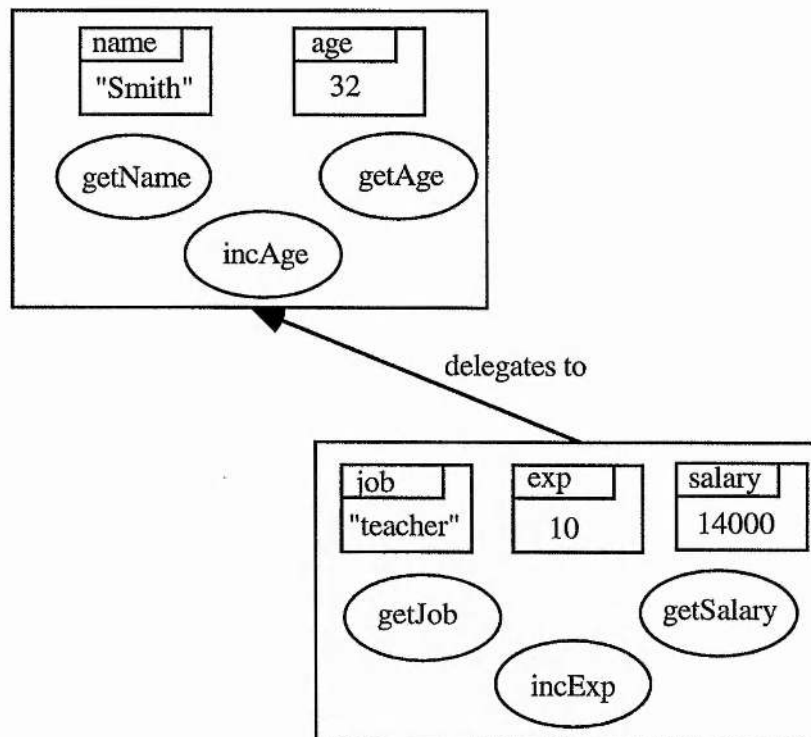 name
age
"Smith"
32
getName
getAge
incAge
delegates to
job
exp
salary
"teacher"
10
14000
getJob
getSalary
incExp